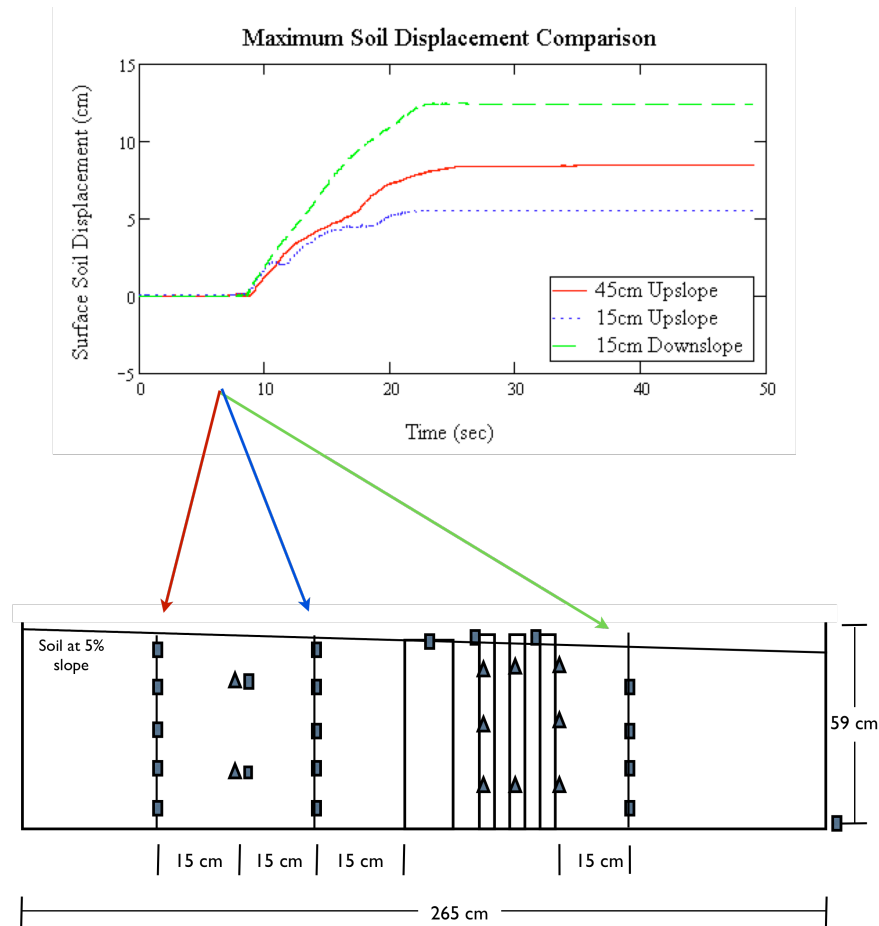 Maximum Soil Displacement Comparison
15
10
5
0
−5
Surface Soil Displacement (cm)
45cm Upslope
15cm Upslope
15cm Downslope
0
10
20
30
40
50
Time (sec)
Soil at 5%
slope
59 cm
15 cm
15 cm
15 cm
15 cm
265 cm